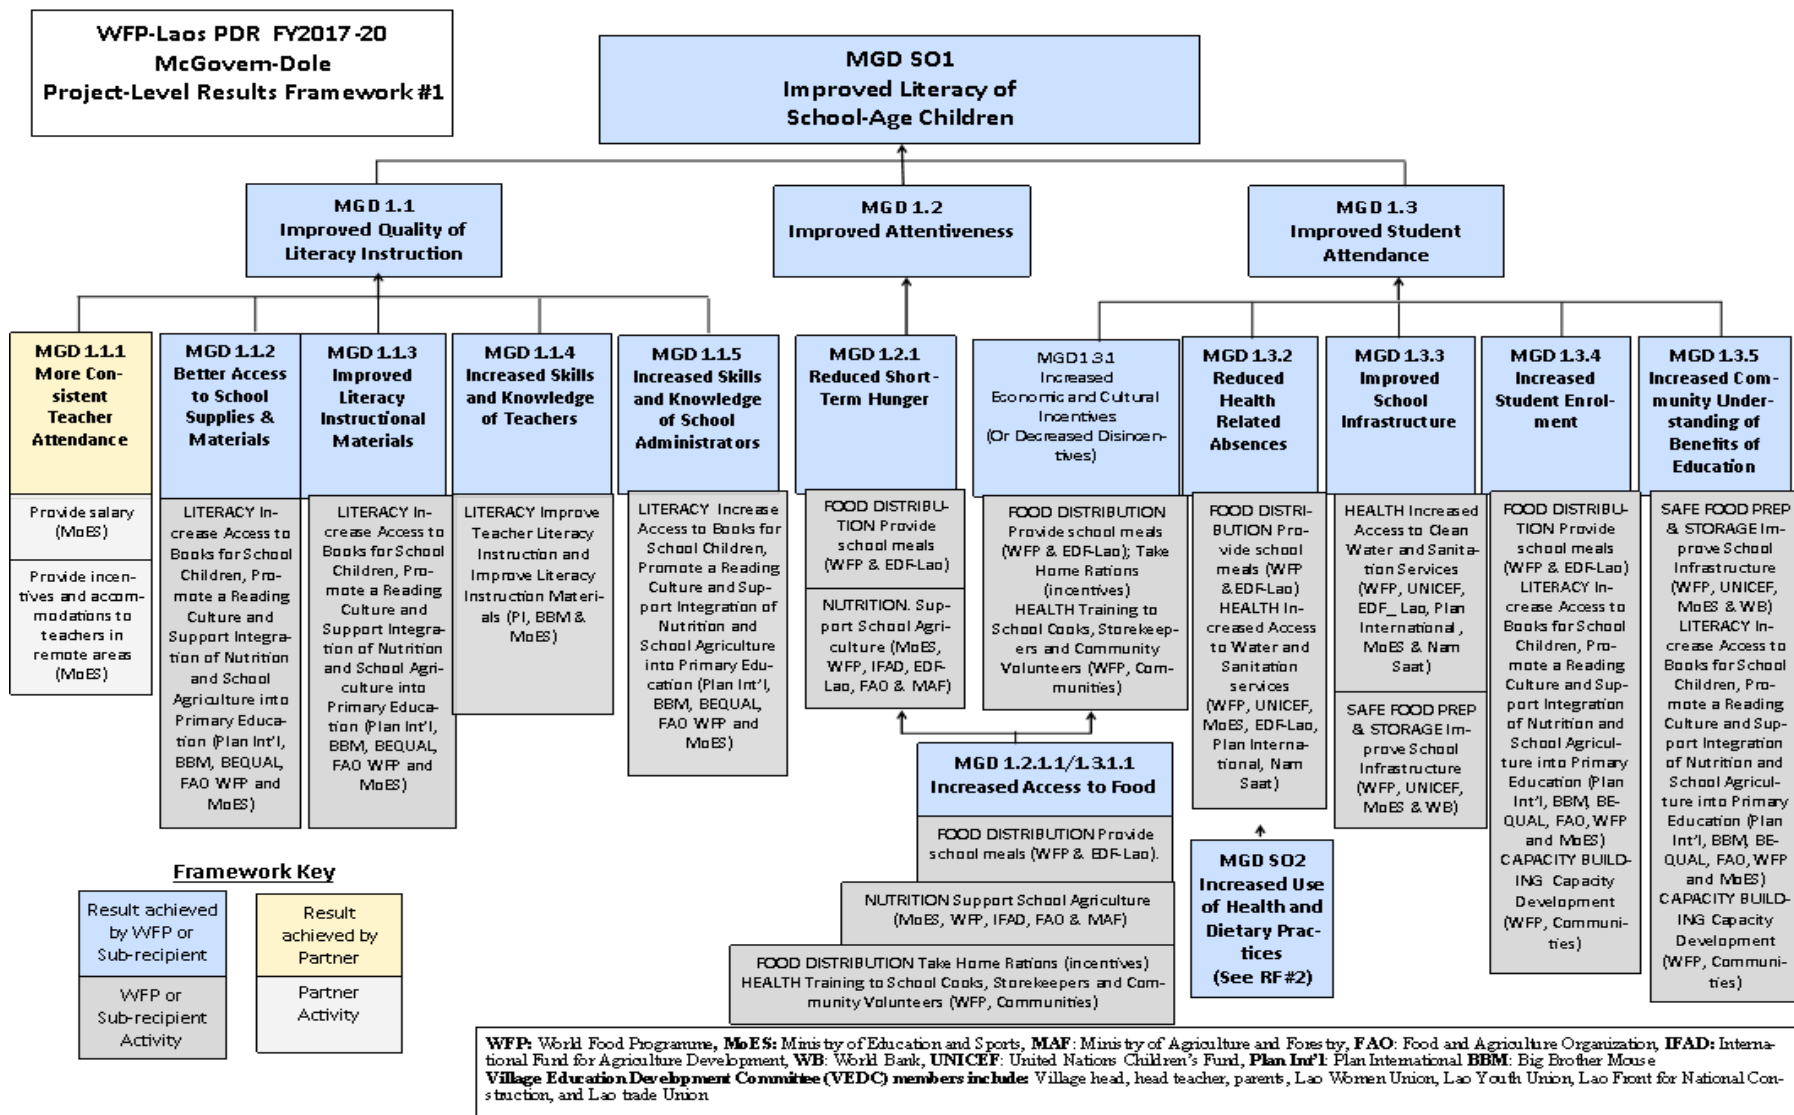 WFP-Laos PDR FY2017-20
McGovern-Dole
Project-Level Results Framework #1
MGD SO1
Improved Literacy of
School-Age Children
MGD 1.1
Improved Quality of
Literacy Instruction
MGD 1.2
Improved Attentiveness
MGD 1.3
Improved Student
Attendance
MGD 1.1.1
More Con-
sistent
Teacher
Attendance
Provide salary
(MoES)
Provide incen-
tives and accom-
modations to
teachers in
remote areas
(MoES)
MGD 1.1.2
Better Access
to School
Supplies &
Materials
LITERACY In-
crease Access to
Books for School
Children, Pro-
mote a Reading
Culture and
Support Integra-
tion of Nutrition
and School
Agriculture into
Primary Educa-
tion (Plan Int'l,
BBM, BEQUAL,
FAO WFP and
MoES)
MGD 1.1.3
Improved
Literacy
Instructional
Materials
LITERACY In-
crease Access to
Books for School
Children, Pro-
mote a Reading
Culture and
Support Integra-
tion of Nutrition
and School Agri-
culture into
Primary Educa-
tion (Plan Int'l,
BBM, BEQUAL,
FAO WFP and
MoES)
MGD 1.1.4
Increased Skills
and Knowledge
of Teachers
LITERACY Improve
Teacher Literacy
Instruction and
Improve Literacy
Instruction Materi-
als (PI, BBM &
MoES)
MGD 1.1.5
Increased Skills
and Knowledge
of School
Administrators
LITERACY Increase
Access to Books for
School Children,
Promote a Reading
Culture and Sup-
port Integration of
Nutrition and
School Agriculture
into Primary Edu-
cation (Plan Int'l,
BBM, BEQUAL,
FAO WFP and
MoES)
MGD 1.2.1
Reduced Short-
Term Hunger
FOOD DISTRIBU-
TION Provide
school meals
(WFP & EDF-Lao)
NUTRITION. Sup-
port School Agri-
culture (MoES,
WFP, IFAD, EDF-
Lao, FAO & MAF)
MGD 1.3.1
Increased
Economic and Cultural
Incentives
(Or Decreased Disincen-
tives)
FOOD DISTRIBUTION
Provide school meals
(WFP & EDF-Lao); Take
Home Rations
(incentives)
HEALTH Training to
School Cooks, Storekeep-
ers and Community
Volunteers (WFP, Com-
munities)
MGD 1.3.2
Reduced
Health
Related
Absences
FOOD DISTRI-
BUTION Pro-
vide school
meals (WFP
&EDF-Lao)
HEALTH In-
creased Access
to Water and
Sanitation
services
(WFP, UNICEF,
MoES, EDF-Lao,
Plan Interna-
tional, Nam
Saat)
MGD 1.3.3
Improved
School
Infrastructure
HEALTH Increased
Access to Clean
Water and Sanita-
tion Services
(WFP, UNICEF,
EDF_ Lao, Plan
International,
MoES & Nam
Saat)
SAFE FOOD PREP
& STORAGE Im-
prove School
Infrastructure
(WFP, UNICEF,
MoES & WB)
MGD 1.3.4
Increased
Student Enrol-
ment
FOOD DISTRIBU-
TION Provide
school meals
(WFP & EDF-Lao)
LITERACY In-
crease Access to
Books for School
Children, Pro-
mote a Reading
Culture and Sup-
port Integration
of Nutrition and
School Agricul-
ture into Primary
Education (Plan
Int'l, BBM, BE-
QUAL, FAO, WFP
and MoES)
CAPACITY BUILD-
ING Capacity
Development
(WFP, Communi-
ties)
MGD 1.3.5
Increased Com-
munity Under-
standing of
Benefits of
Education
SAFE FOOD PREP
& STORAGE Im-
prove School
Infrastructure
(WFP, UNICEF,
MoES & WB)
LITERACY In-
crease Access to
Books for School
Children, Pro-
mote a Reading
Culture and Sup-
port Integration
of Nutrition and
School Agricul-
ture into Primary
Education (Plan
Int'l, BBM, BE-
QUAL, FAO, WFP
and MoES)
CAPACITY BUILD-
ING Capacity
Development
(WFP, Communi-
ties)
MGD 1.2.1.1/1.3.1.1
Increased Access to Food
FOOD DISTRIBUTION Provide
school meals (WFP & EDF-Lao).
NUTRITION Support School Agriculture
(MoES, WFP, IFAD, FAO & MAF)
FOOD DISTRIBUTION Take Home Rations (incentives)
HEALTH Training to School Cooks, Storekeepers and Com-
munity Volunteers (WFP, Communities)
MGD SO2
Increased Use
of Health and
Dietary Prac-
tices
(See RF#2)
Framework Key
Result achieved
by WFP or
Sub-recipient
WFP or
Sub-recipient
Activity
Result
achieved by
Partner
Partner
Activity
WFP: World Food Programme, MoES: Ministry of Education and Sports, MAF: Ministry of Agriculture and Forestry, FAO: Food and Agriculture Organization, IFAD: Interna-
tional Fund for Agriculture Development, WB: World Bank, UNICEF: United Nations Children's Fund, Plan Int'l: Plan International BBM: Big Brother Mouse
Village Education Development Committee (VEDC) members include: Village head, head teacher, parents, Lao Women Union, Lao Youth Union, Lao Front for National Con-
struction, and Lao trade Union